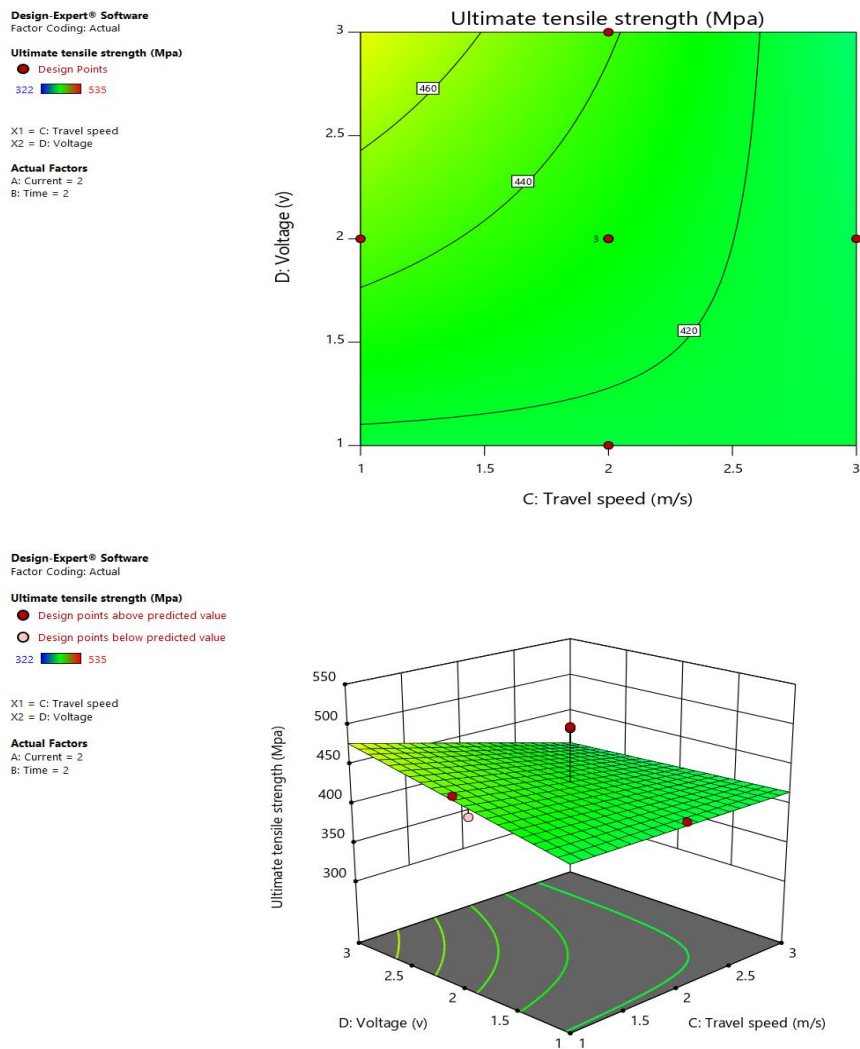 Design-Expert® Software
Factor Coding: Actual
Ultimate tensile strength (Mpa)
Design Points
322 535
X1 = C: Travel speed
X2 = D: Voltage
Actual Factors
A: Current = 2
B: Time = 2
Ultimate tensile strength (Mpa)
3
2.5
2
1.5
1
D: Voltage (v)
460
440
3
420
1 1.5 2 2.5 3
C: Travel speed (m/s)
Design-Expert® Software
Factor Coding: Actual
Ultimate tensile strength (Mpa)
Design points above predicted value
Design points below predicted value
322 535
X1 = C: Travel speed
X2 = D: Voltage
Actual Factors
A: Current = 2
B: Time = 2
550
500
450
400
350
300
Ultimate tensile strength (Mpa)
3
2.5
2
1.5
1
D: Voltage (v)
1
1.5
2
2.5
3
C: Travel speed (m/s)